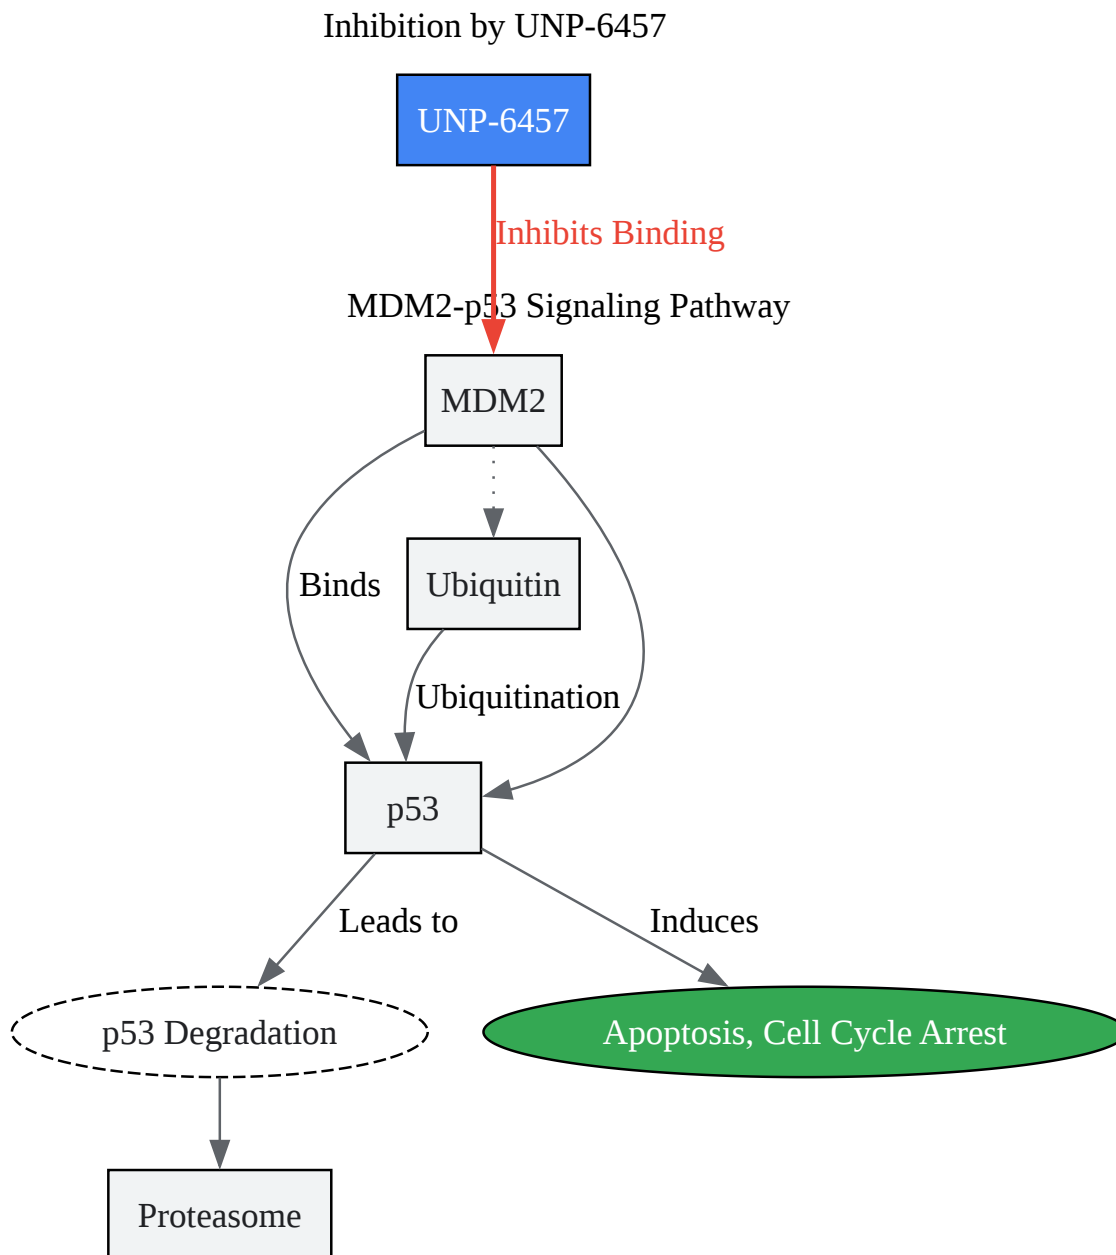 Inhibition by UNP-6457
UNP-6457
Inhibits Binding
MDM2-p53 Signaling Pathway
MDM2
Binds
Ubiquitin
Ubiquitination
p53
Leads to
Induces
p53 Degradation
Apoptosis, Cell Cycle Arrest
Proteasome